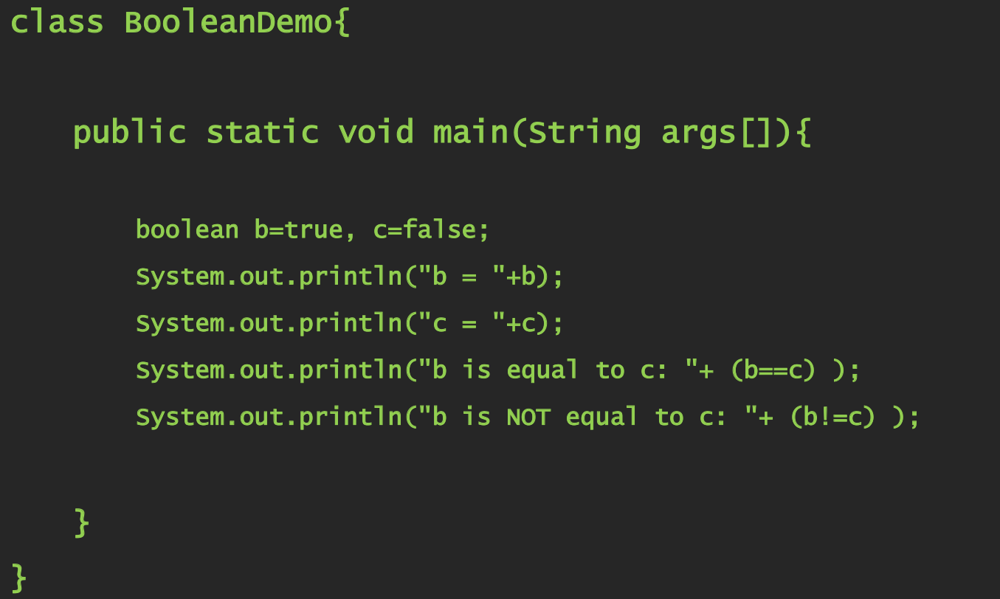 class BooleanDemo{
public static void main(String args[]){
boolean b=true, c=false;
System.out.println("b = "+b);
System.out.println("c = "+c);
System.out.println("b is equal to c: "+ (b==c) );
System.out.println("b is NOT equal to c: "+ (b!=c) );
}
}